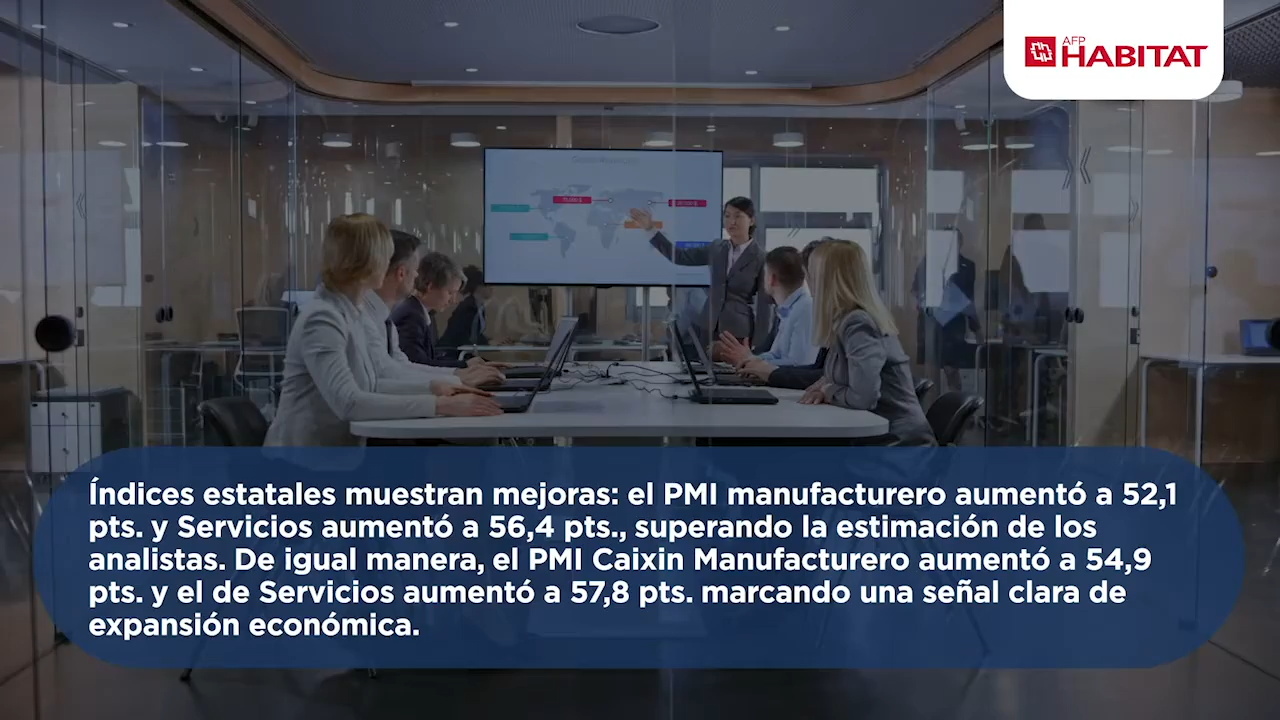 AFP
HABITAT
Índices estatales muestran mejoras: el PMI manufacturero aumentó a 52,1
pts. y Servicios aumentó a 56,4 pts., superando la estimación de los
analistas. De igual manera, el PMI Caixin Manufacturero aumentó a 54,9
pts. y el de Servicios aumentó a 57,8 pts. marcando una señal clara de
expansión económica.